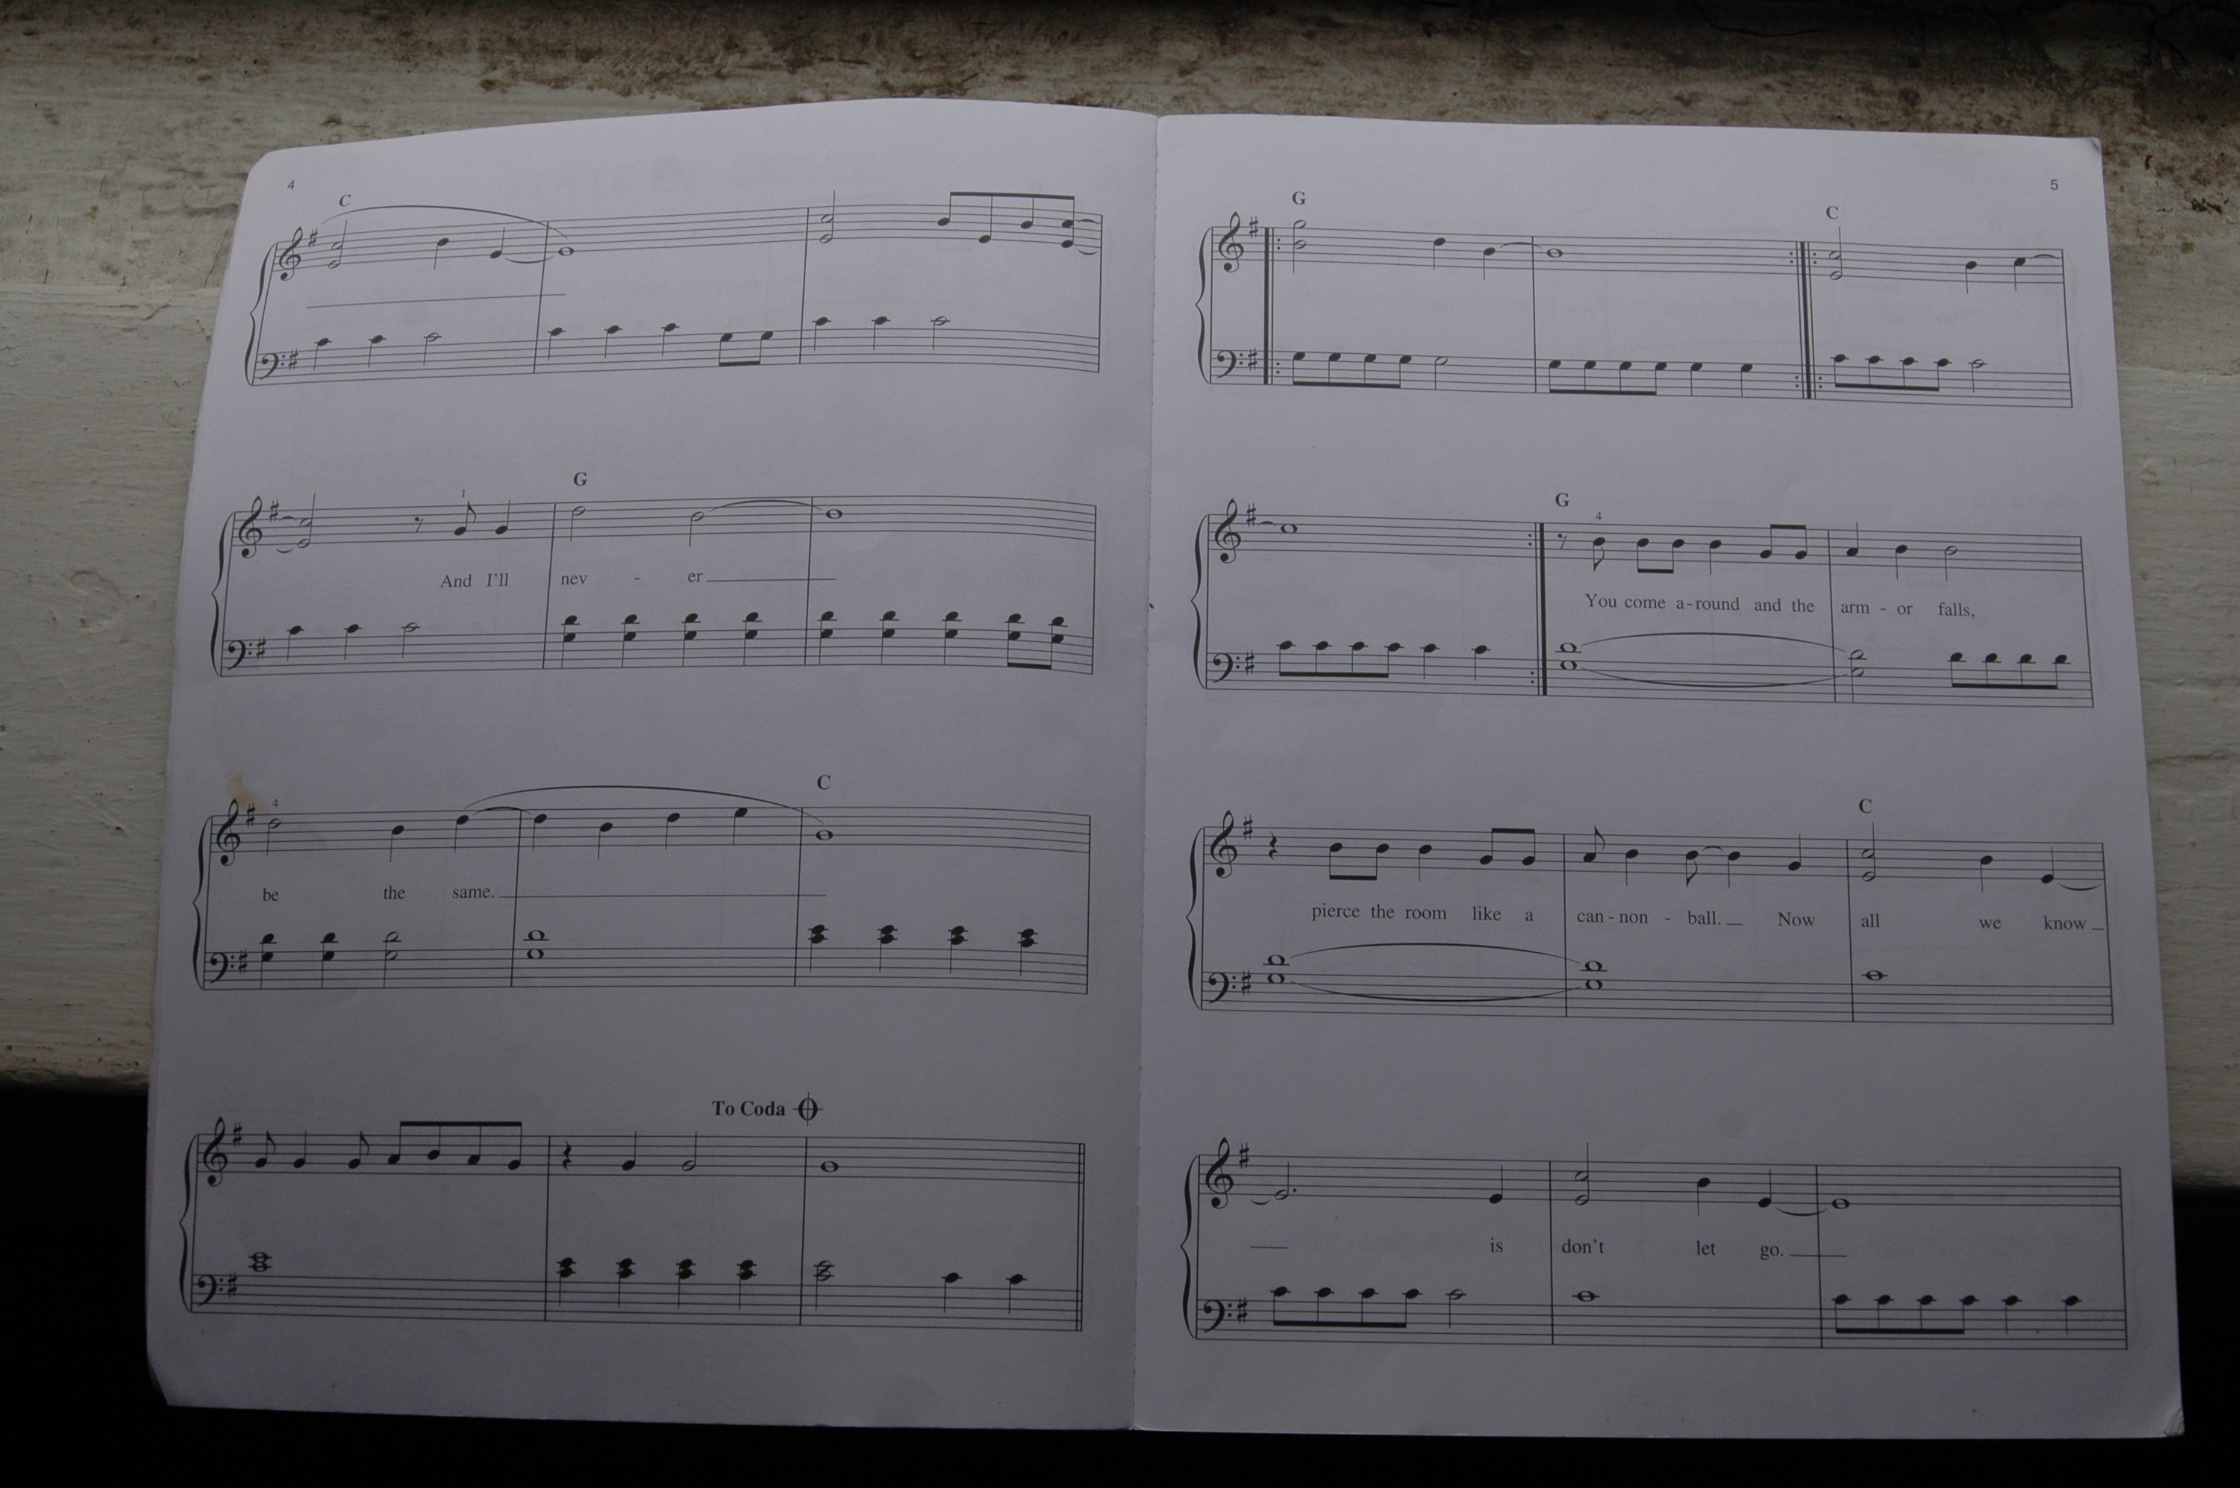 4
C
1
G
And I'll nev - er
4
C
be the same.
To Coda
5
G
C
G
4
You come a-round and the arm - or falls,
C
pierce the room like a can - non - ball. Now all we know
is don't let go.